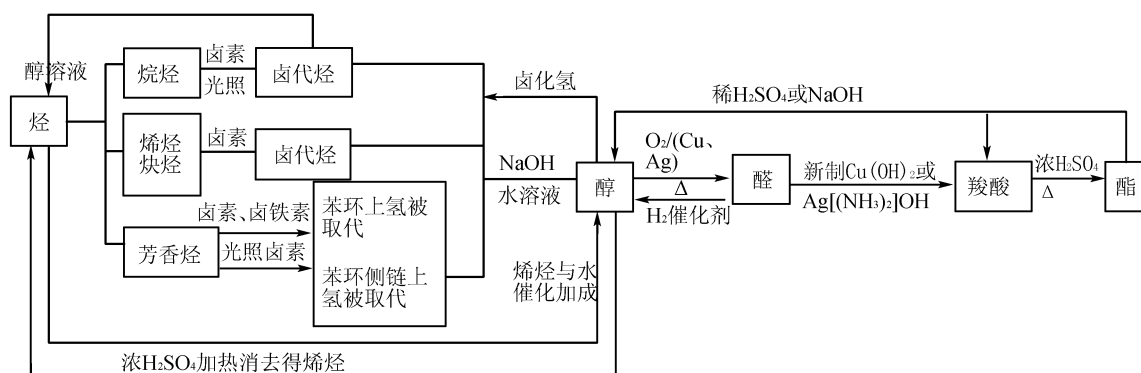 醇溶液
烃
烷烃
卤素
光照
卤代烃
烯烃
炔烃
卤素
卤代烃
芳香烃
卤素、卤铁素
光照卤素
苯环上氢被
取代
苯环侧链上
氢被取代
NaOH
水溶液
卤化氢
醇
烯烃与水
催化加成
浓H₂SO₄加热消去得烯烃
稀H₂SO₄或NaOH
O₂/(Cu、
Ag)
Δ
H₂催化剂
醛
新制Cu(OH)₂或
Ag[(NH₃)₂]OH
羧酸
浓H₂SO₄
Δ
酯